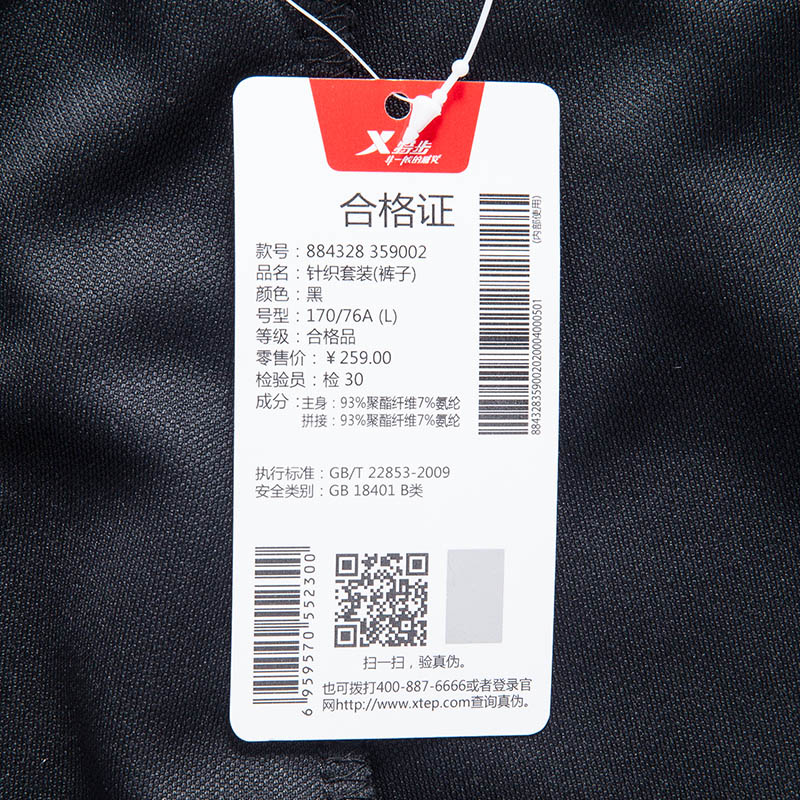 X 特步
非一般的感觉
合格证
款号：884328 359002
品名：针织套装(裤子)
颜色：黑
号型：170/76A (L)
等级：合格品
零售价：￥259.00
检验员：检 30
成分：主身：93%聚酯纤维7%氨纶
拼接：93%聚酯纤维7%氨纶
(内部使用)
884328359002020004000501
执行标准：GB/T 22853-2009
安全类别：GB 18401 B类
6 959570 552300
扫一扫，验真伪。
也可拨打400-887-6666或者登录官
网http://www.xtep.com查询真伪。